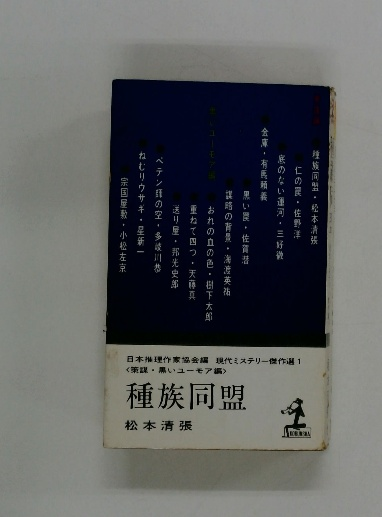 種族同盟・松本清張
仁の罠・佐野洋
底のない運河・三好徹
金庫・有馬頼義
黒い罠・佐賀潜
謀略の背景・海渡英祐
おれの血の色・樹下太郎
重ねて四つ・天藤真
送り屋・邦光史郎
ペテン師の空・多岐川恭
ねむりウサギ・星新一
宗国屋敷・小松左京
日本推理作家協会編 現代ミステリー傑作選1
〈策謀・黒いユーモア編〉
種族同盟
松本清張